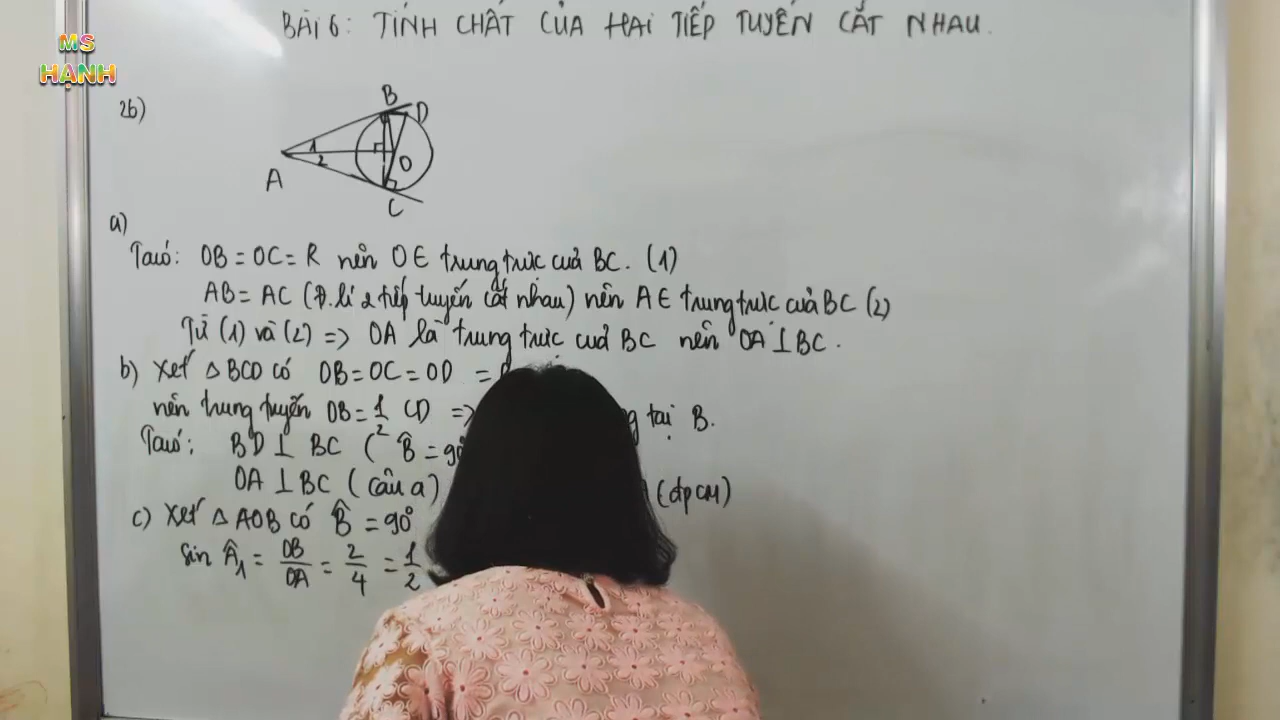 MS
HẠNH
BÀI 6: TÍNH CHẤT CỦA HAI TIẾP TUYẾN CẮT NHAU.
26)
B
D
1
2
O
A
C
a)
Ta có: OB = OC = R nên O ∈ trung trực của BC. (1)
AB = AC (Đ.lí 2 tiếp tuyến cắt nhau) nên A ∈ trung trực của BC (2)
Từ (1) và (2) => OA là trung trực của BC nên OA ⊥ BC.
b) Xét △ BCD có OB = OC = OD =
nên trung tuyến OB = 1/2 CD => tại B.
Ta có: BD ⊥ BC ( B̂ = 90°
OA ⊥ BC (câu a) (đpcm)
c) Xét △ AOB có B̂ = 90°
sin Â₁ = OB/OA = 2/4 = 1/2